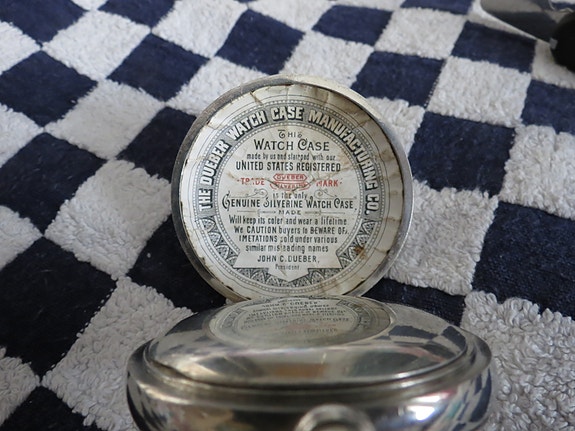 THE DUEBER WATCH CASE MANUFACTURING CO.
THIS
WATCH CASE
made by us and stamped with our
UNITED STATES REGISTERED
TRADE DUEBER SILVERINE MARK
is the only
GENUINE SILVERINE WATCH CASE
MADE
Will keep its color and wear a lifetime
We CAUTION buyers to BEWARE OF
IMETATIONS sold under various
similar misleading names
JOHN C. DUEBER,
President